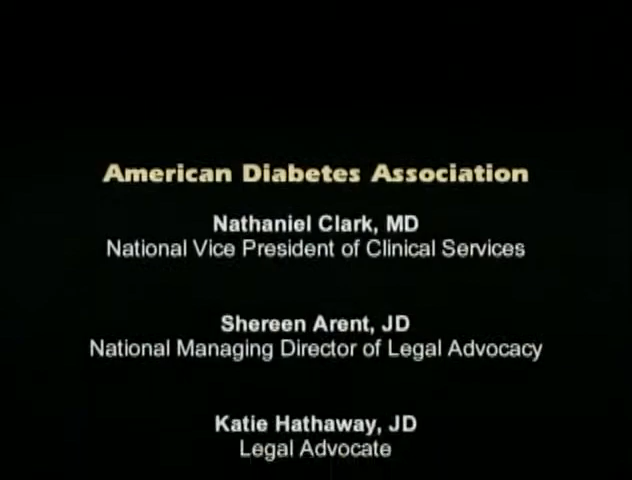 American Diabetes Association
Nathaniel Clark, MD
National Vice President of Clinical Services
Shereen Arent, JD
National Managing Director of Legal Advocacy
Katie Hathaway, JD
Legal Advocate